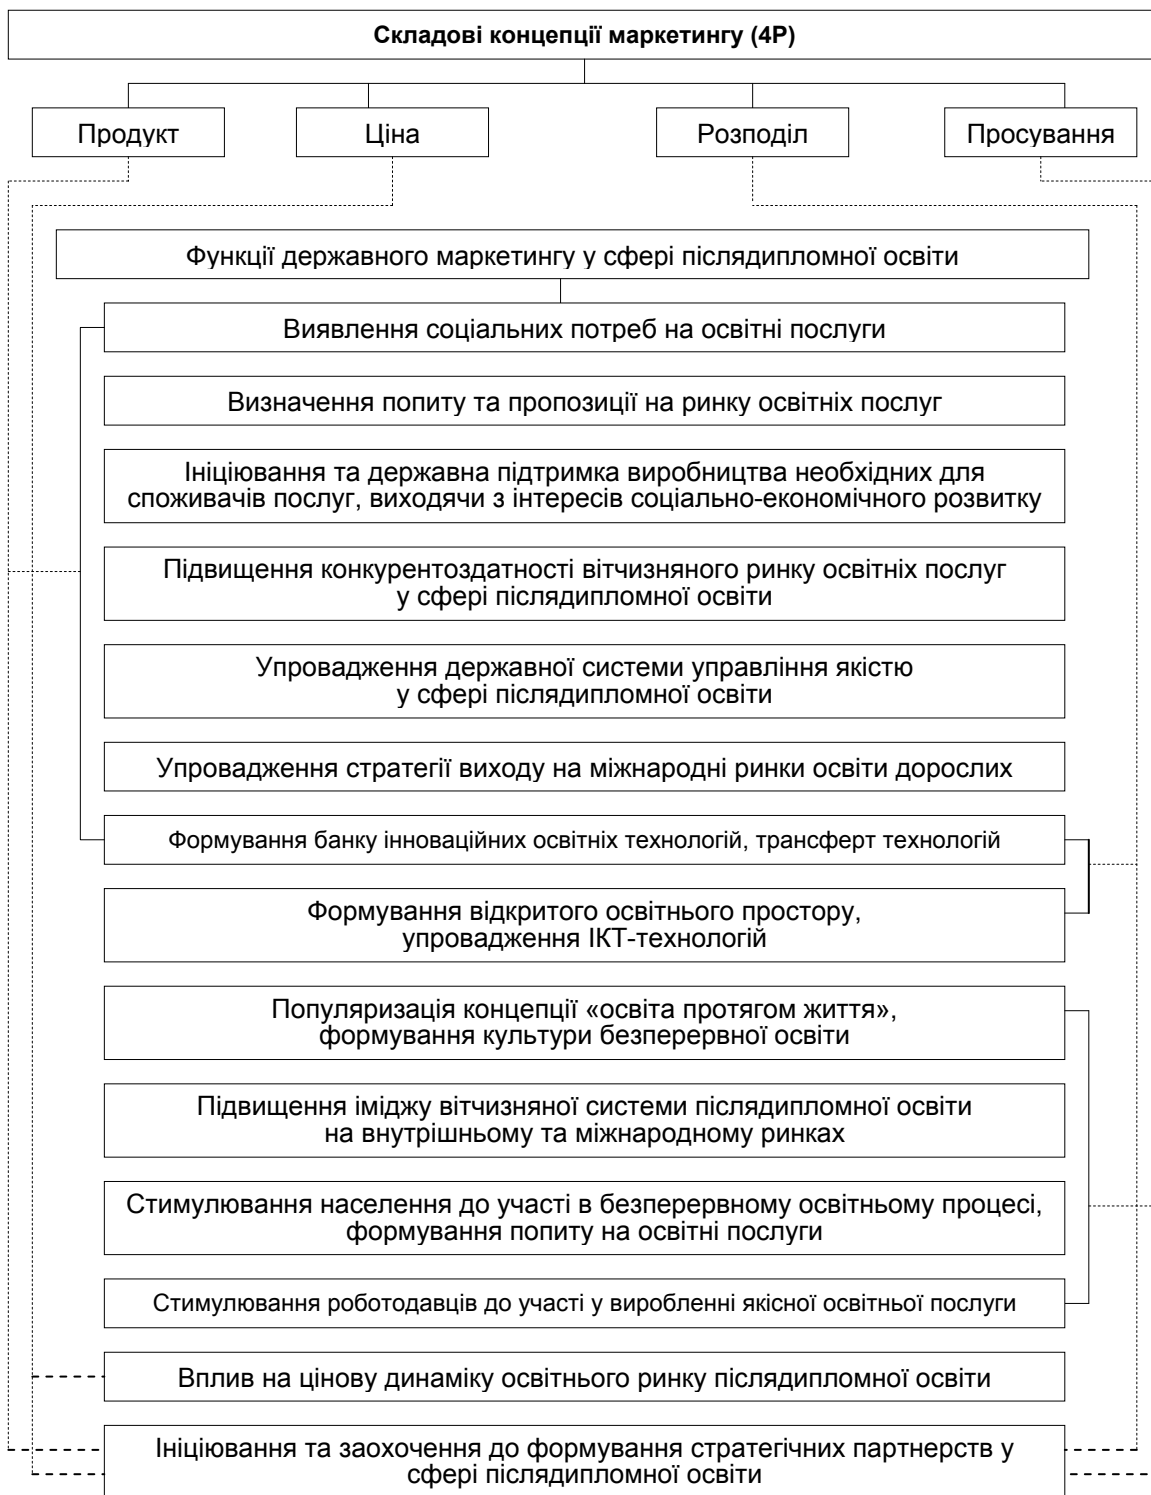 Складові концепції маркетингу (4Р)
Продукт
Ціна
Розподіл
Просування
Функції державного маркетингу у сфері післядипломної освіти
Виявлення соціальних потреб на освітні послуги
Визначення попиту та пропозиції на ринку освітніх послуг
Ініціювання та державна підтримка виробництва необхідних для
споживачів послуг, виходячи з інтересів соціально-економічного розвитку
Підвищення конкурентоздатності вітчизняного ринку освітніх послуг
у сфері післядипломної освіти
Упровадження державної системи управління якістю
у сфері післядипломної освіти
Упровадження стратегії виходу на міжнародні ринки освіти дорослих
Формування банку інноваційних освітніх технологій, трансферт технологій
Формування відкритого освітнього простору,
упровадження ІКТ-технологій
Популяризація концепції «освіта протягом життя»,
формування культури безперервної освіти
Підвищення іміджу вітчизняної системи післядипломної освіти
на внутрішньому та міжнародному ринках
Стимулювання населення до участі в безперервному освітньому процесі,
формування попиту на освітні послуги
Стимулювання роботодавців до участі у виробленні якісної освітньої послуги
Вплив на цінову динаміку освітнього ринку післядипломної освіти
Ініціювання та заохочення до формування стратегічних партнерств у
сфері післядипломної освіти